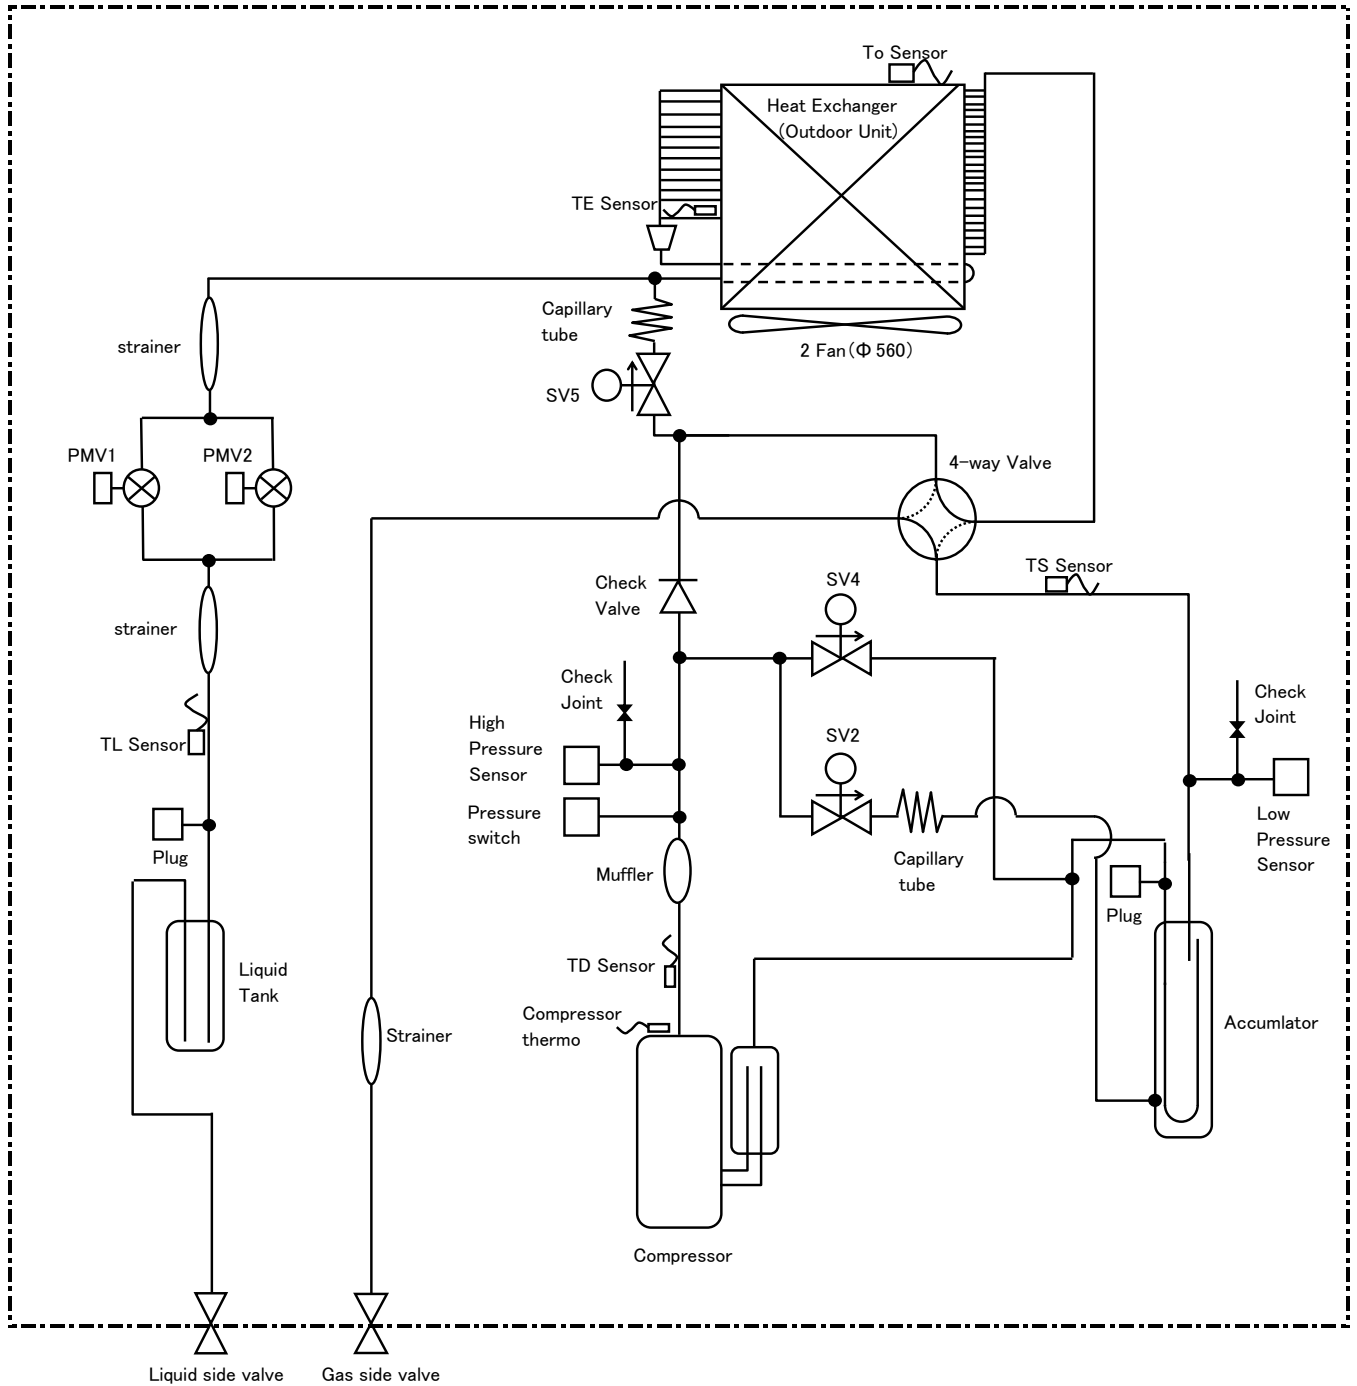 To Sensor
Heat Exchanger
(Outdoor Unit)
TE Sensor
Capillary
tube
2 Fan(Φ 560)
strainer
SV5
PMV1
PMV2
4-way Valve
TS Sensor
Check
Valve
SV4
strainer
Check
Joint
Check
Joint
High
Pressure
Sensor
TL Sensor
SV2
Pressure
switch
Low
Pressure
Sensor
Plug
Capillary
tube
Muffler
Plug
TD Sensor
Liquid
Tank
Compressor
thermo
Strainer
Accumlator
Compressor
Liquid side valve
Gas side valve